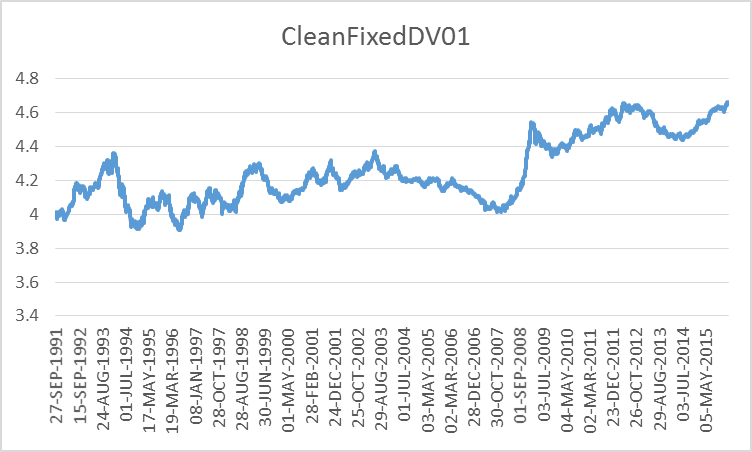 CleanFixedDV01
4.8
4.6
4.4
4.2
4
3.8
3.6
3.4
27-SEP-1991
15-SEP-1992
24-AUG-1993
01-JUL-1994
17-MAY-1995
19-MAR-1996
08-JAN-1997
28-OCT-1997
28-AUG-1998
30-JUN-1999
01-MAY-2000
28-FEB-2001
24-DEC-2001
25-OCT-2002
29-AUG-2003
01-JUL-2004
03-MAY-2005
02-MAR-2006
29-DEC-2006
30-OCT-2007
01-SEP-2008
03-JUL-2009
04-MAY-2010
02-MAR-2011
23-DEC-2011
26-OCT-2012
29-AUG-2013
03-JUL-2014
05-MAY-2015